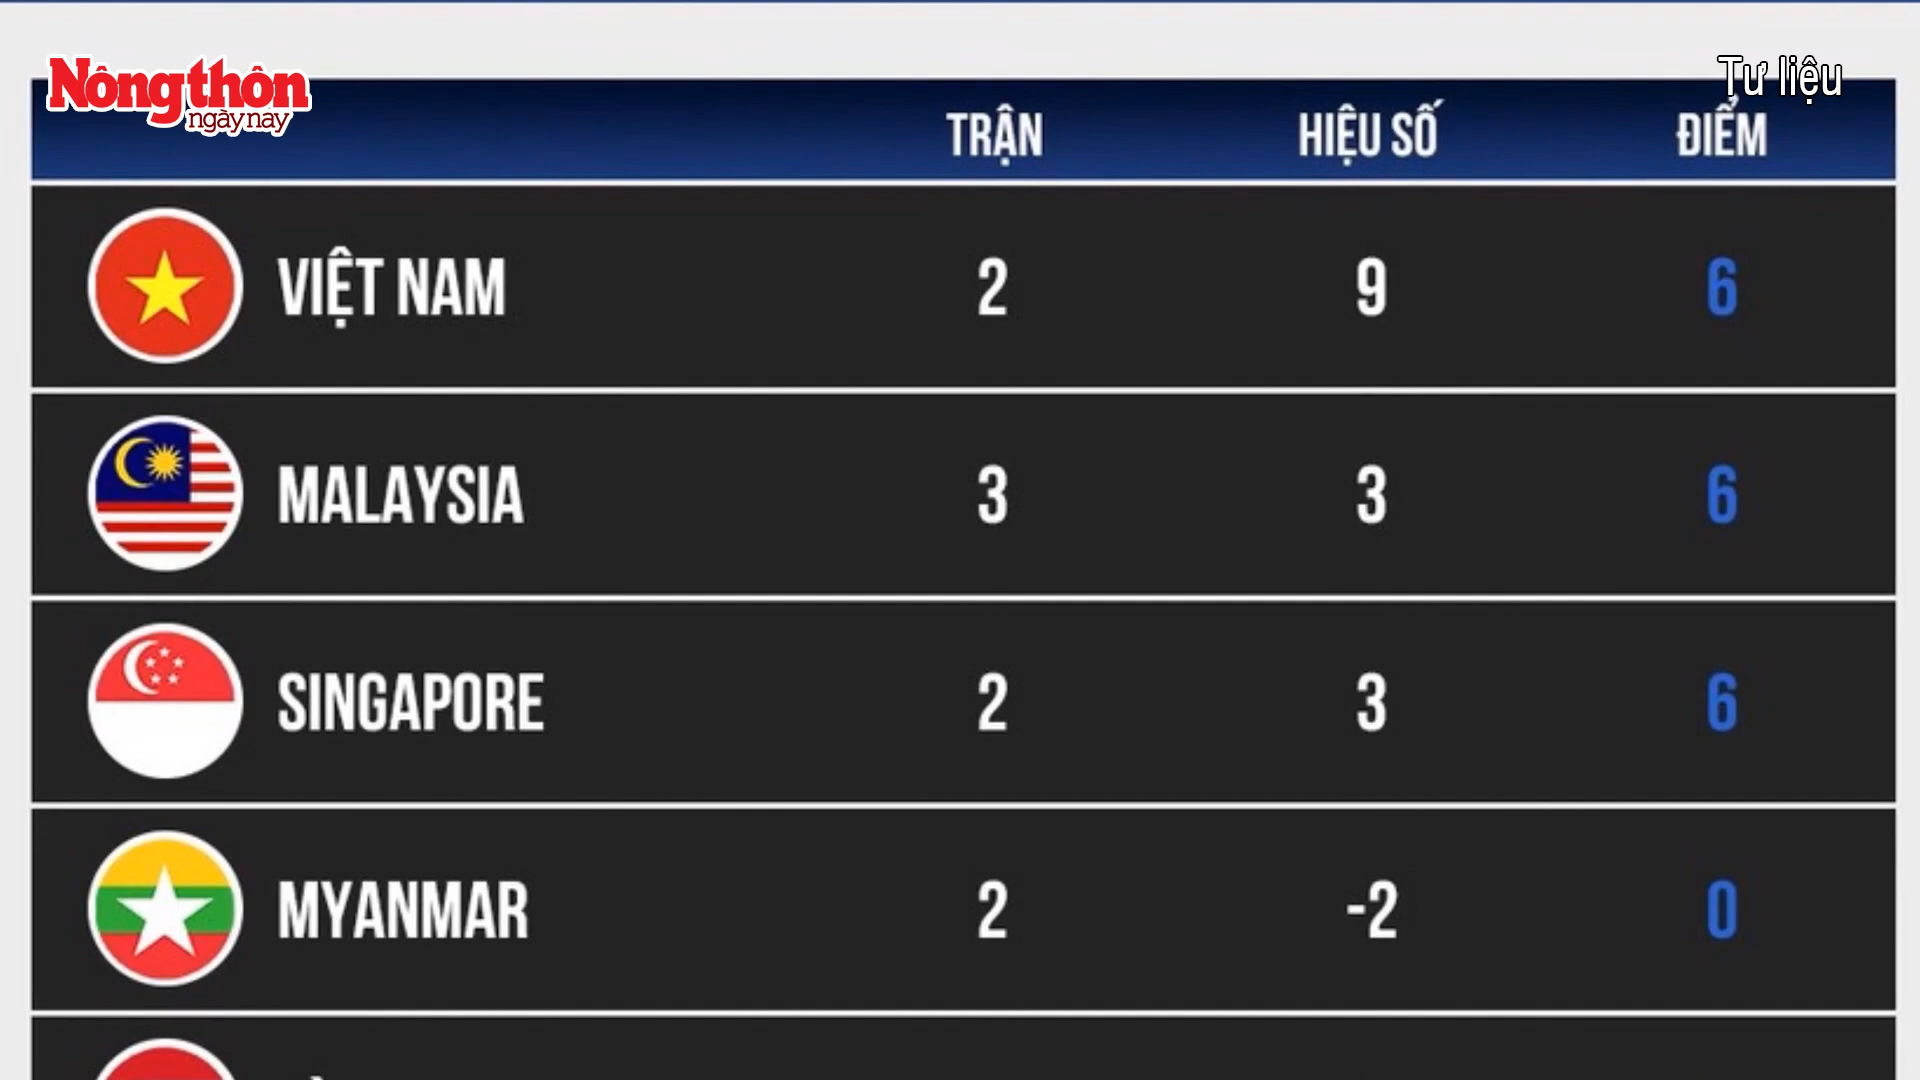 Nông thôn
ngày nay
Tư liệu
TRẬN HIỆU SỐ ĐIỂM
VIỆT NAM 2 9 6
MALAYSIA 3 3 6
SINGAPORE 2 3 6
MYANMAR 2 -2 0